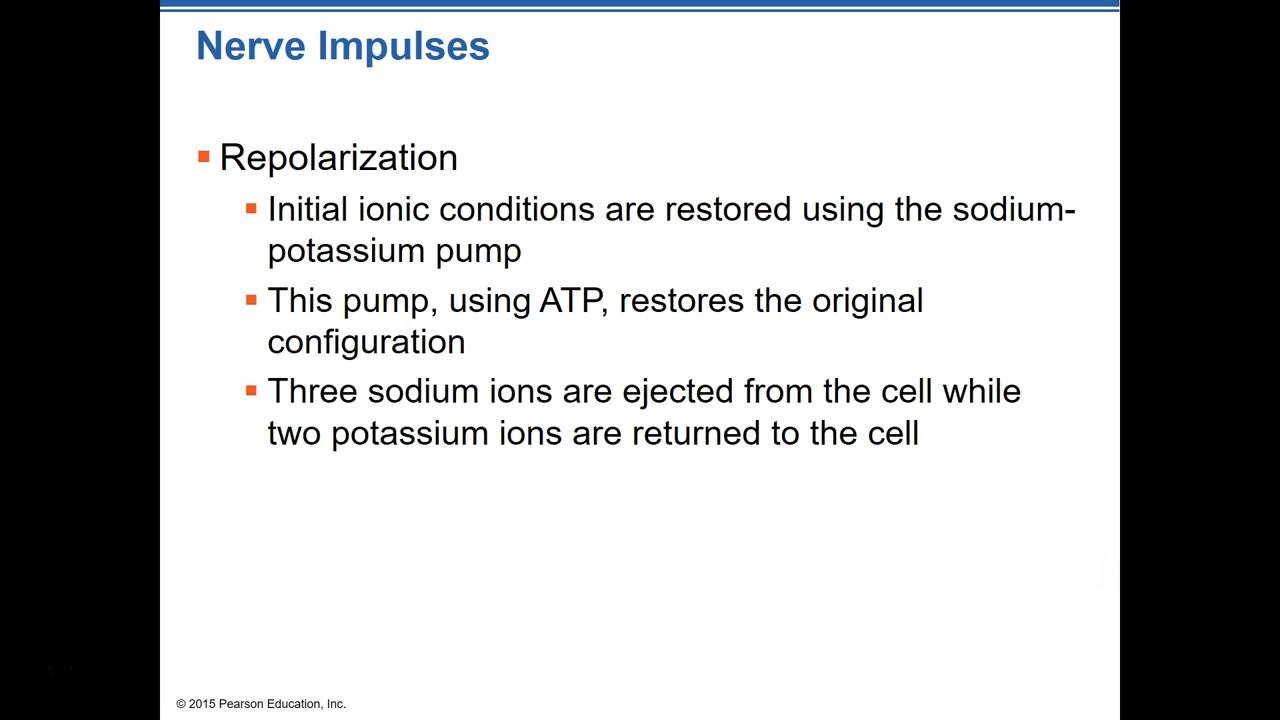 Nerve Impulses
Repolarization
Initial ionic conditions are restored using the sodium-
potassium pump
This pump, using ATP, restores the original
configuration
Three sodium ions are ejected from the cell while
two potassium ions are returned to the cell
© 2015 Pearson Education, Inc.